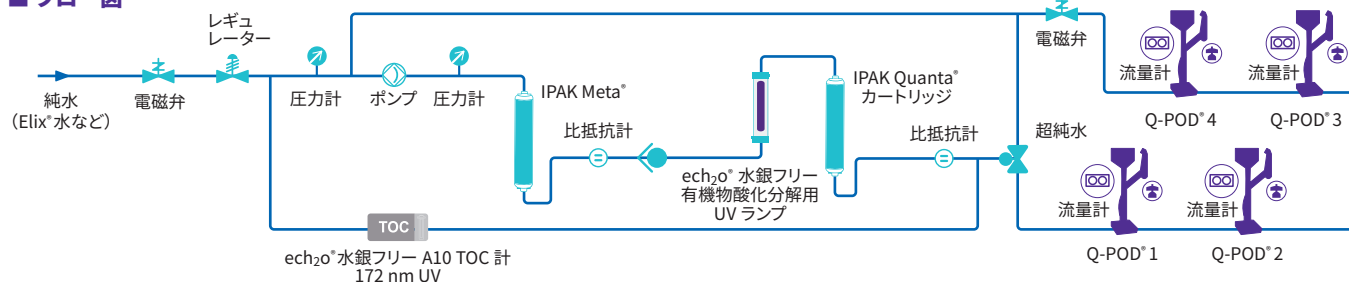 ■ フロー図
レギュ
レーター
純水
（Elix®水など）
電磁弁
圧力計
ポンプ
圧力計
IPAK Meta®
比抵抗計
ech₂o® 水銀フリー
有機物酸化分解用
UV ランプ
IPAK Quanta®
カートリッジ
比抵抗計
超純水
電磁弁
流量計
Q-POD®4
流量計
Q-POD®3
流量計
Q-POD®1
流量計
Q-POD®2
TOC
ech₂o®水銀フリー A10 TOC 計
172 nm UV